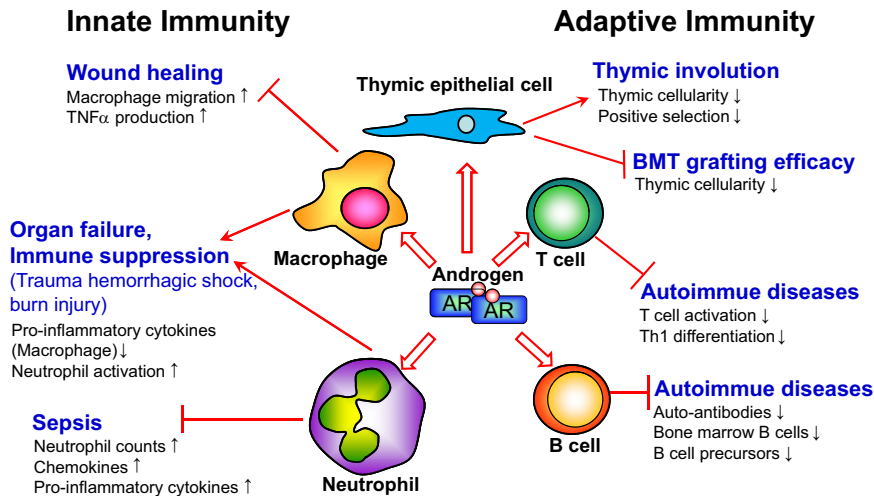 Innate Immunity
Adaptive Immunity
Wound healing
Macrophage migration ↑
TNFα production ↑
Thymic epithelial cell
Thymic involution
Thymic cellularity ↓
Positive selection ↓
BMT grafting efficacy
Thymic cellularity ↓
Organ failure,
Immune suppression
(Trauma hemorrhagic shock,
burn injury)
Pro-inflammatory cytokines
(Macrophage)↓
Neutrophil activation ↑
Macrophage
Androgen
AR
AR
T cell
Autoimmue diseases
T cell activation ↓
Th1 differentiation ↓
Sepsis
Neutrophil counts ↑
Chemokines ↑
Pro-inflammatory cytokines ↑
Neutrophil
B cell
Autoimmue diseases
Auto-antibodies ↓
Bone marrow B cells ↓
B cell precursors ↓